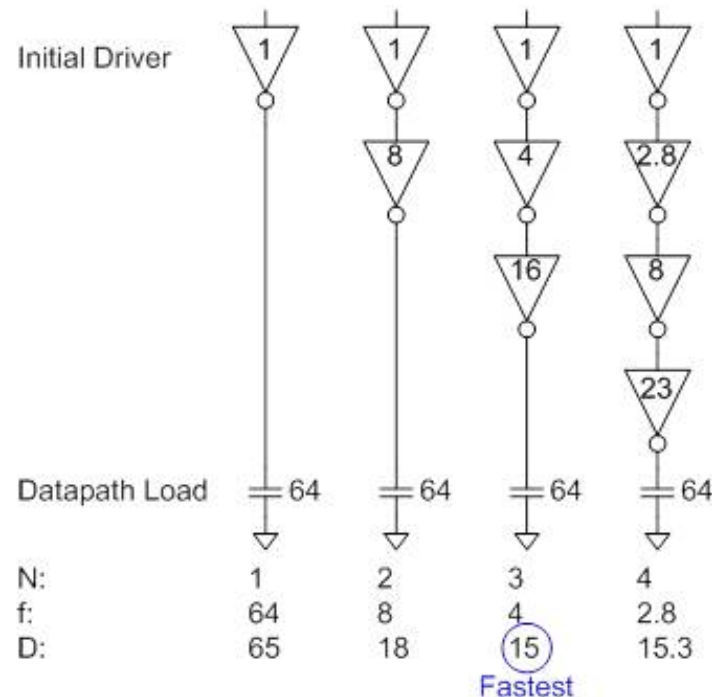 Initial Driver 1 1 1 1
8 4 2.8
16 8
23
Datapath Load 64 64 64 64
N: 1 2 3 4
f: 64 8 4 2.8
D: 65 18 15 15.3
Fastest